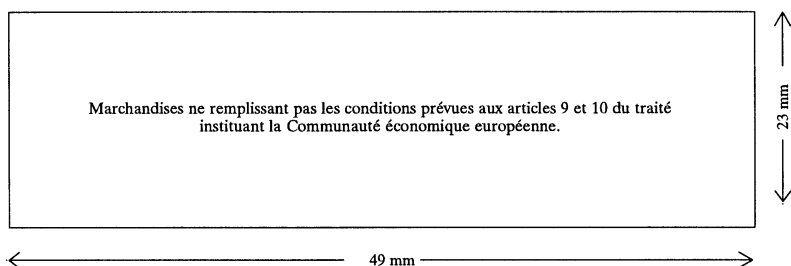 Marchandises ne remplissant pas les conditions prévues aux articles 9 et 10 du traité
instituant la Communauté économique européenne.
23 mm
49 mm